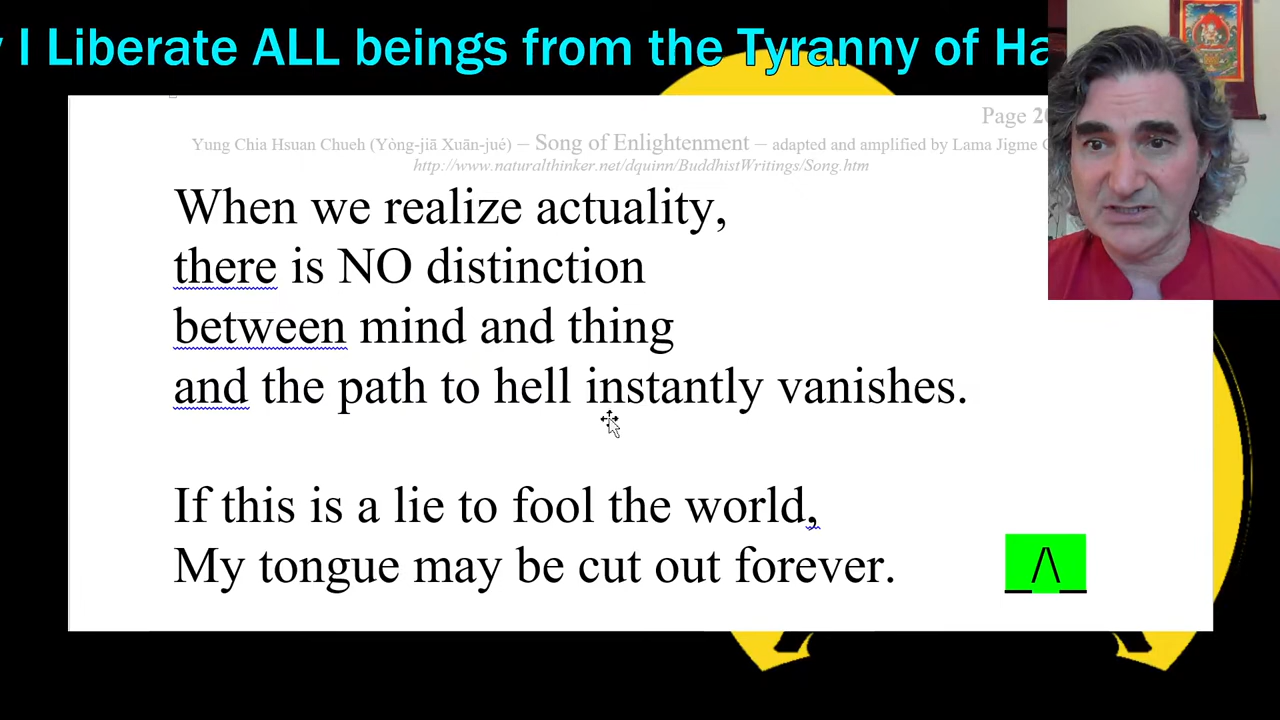 I Liberate ALL beings from the Tyranny of
Page
Yung Chia Hsuan Chueh (Yòng-jiā Xuān-jué) – Song of Enlightenment – adapted and amplified by Lama Jigme
http://www.naturalthinker.net/dquinn/BuddhistWritings/Song.htm
When we realize actuality,
there is NO distinction
between mind and thing
and the path to hell instantly vanishes.
If this is a lie to fool the world,
My tongue may be cut out forever.
_/\_